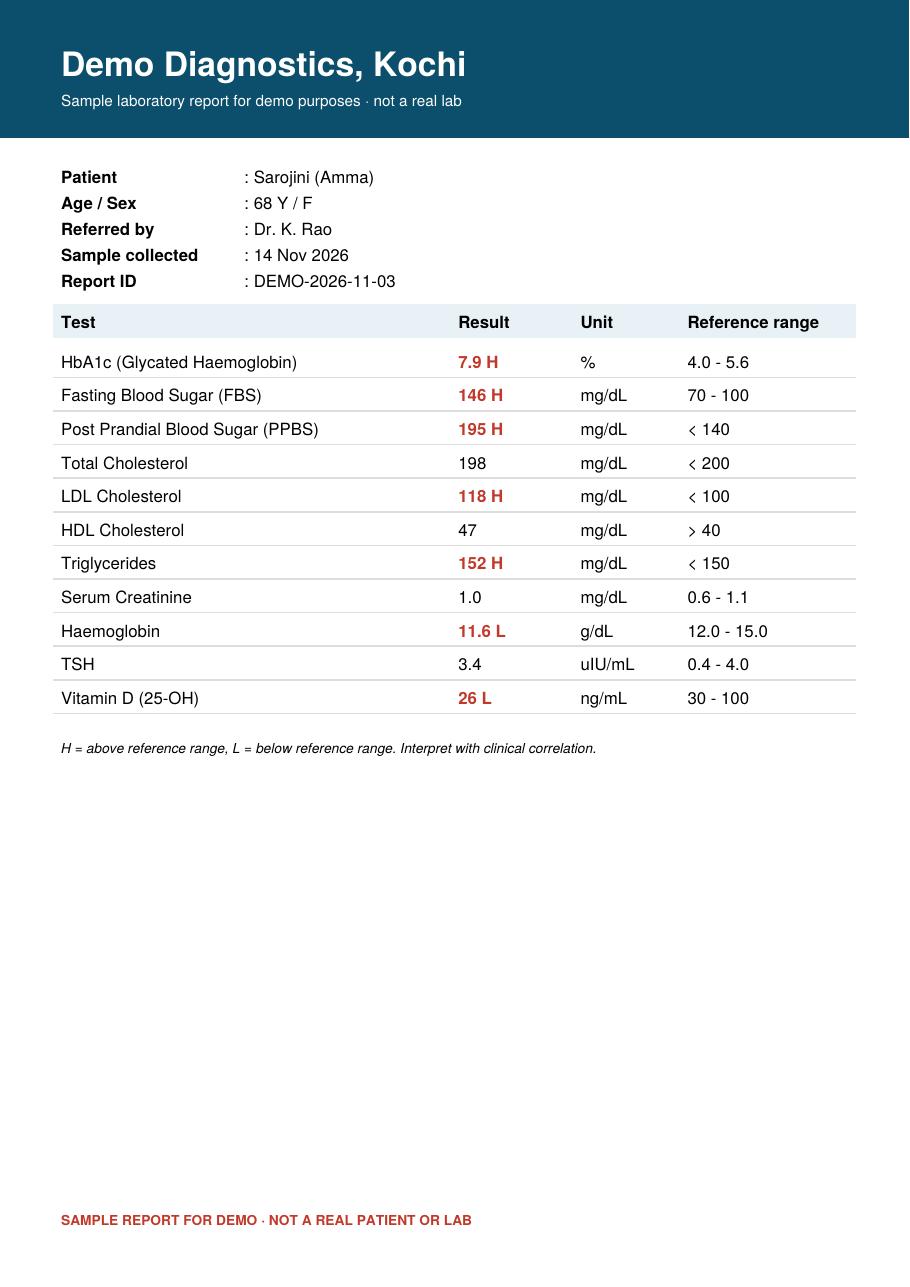 Demo Diagnostics, Kochi
Sample laboratory report for demo purposes · not a real lab
Patient : Sarojini (Amma)
Age / Sex : 68 Y / F
Referred by : Dr. K. Rao
Sample collected : 14 Nov 2026
Report ID : DEMO-2026-11-03
Test Result Unit Reference range
HbA1c (Glycated Haemoglobin) 7.9 H % 4.0 - 5.6
Fasting Blood Sugar (FBS) 146 H mg/dL 70 - 100
Post Prandial Blood Sugar (PPBS) 195 H mg/dL < 140
Total Cholesterol 198 mg/dL < 200
LDL Cholesterol 118 H mg/dL < 100
HDL Cholesterol 47 mg/dL > 40
Triglycerides 152 H mg/dL < 150
Serum Creatinine 1.0 mg/dL 0.6 - 1.1
Haemoglobin 11.6 L g/dL 12.0 - 15.0
TSH 3.4 uIU/mL 0.4 - 4.0
Vitamin D (25-OH) 26 L ng/mL 30 - 100
H = above reference range, L = below reference range. Interpret with clinical correlation.
SAMPLE REPORT FOR DEMO · NOT A REAL PATIENT OR LAB